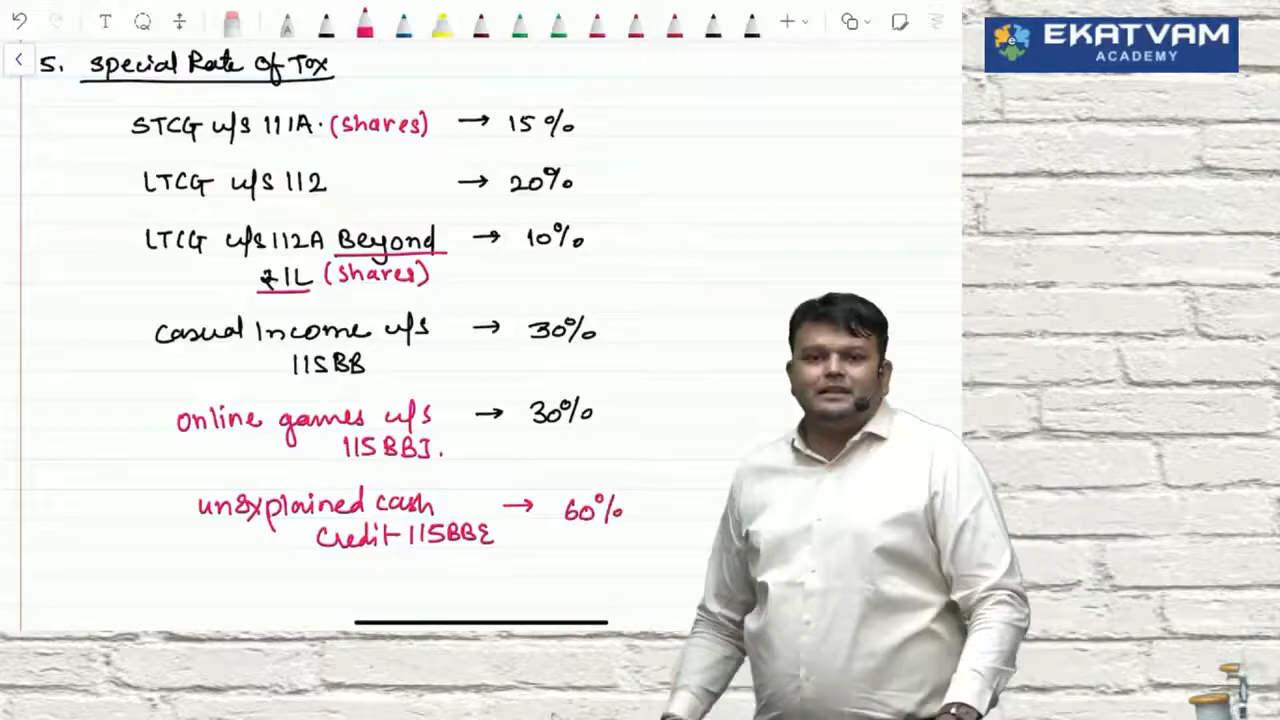 EKATVAM
ACADEMY
5. Special Rate Of Tax
STCG u/s 111A. (shares) → 15%
LTCG u/s 112 → 20%
LTCG u/s 112A Beyond → 10%
₹1L (shares)
Casual Income u/s → 30%
115BB
Online games u/s → 30%
115BBJ.
Unexplained cash → 60%
Credit-115BBE